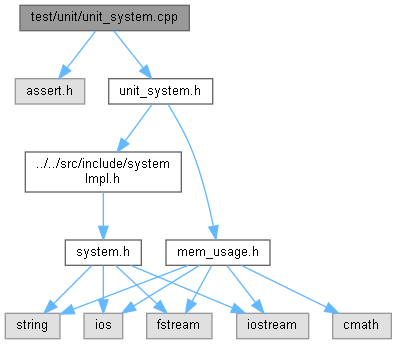 test/unit/unit_system.cpp
assert.h
unit_system.h
../../src/include/system
Impl.h
system.h
mem_usage.h
string
ios
fstream
iostream
cmath